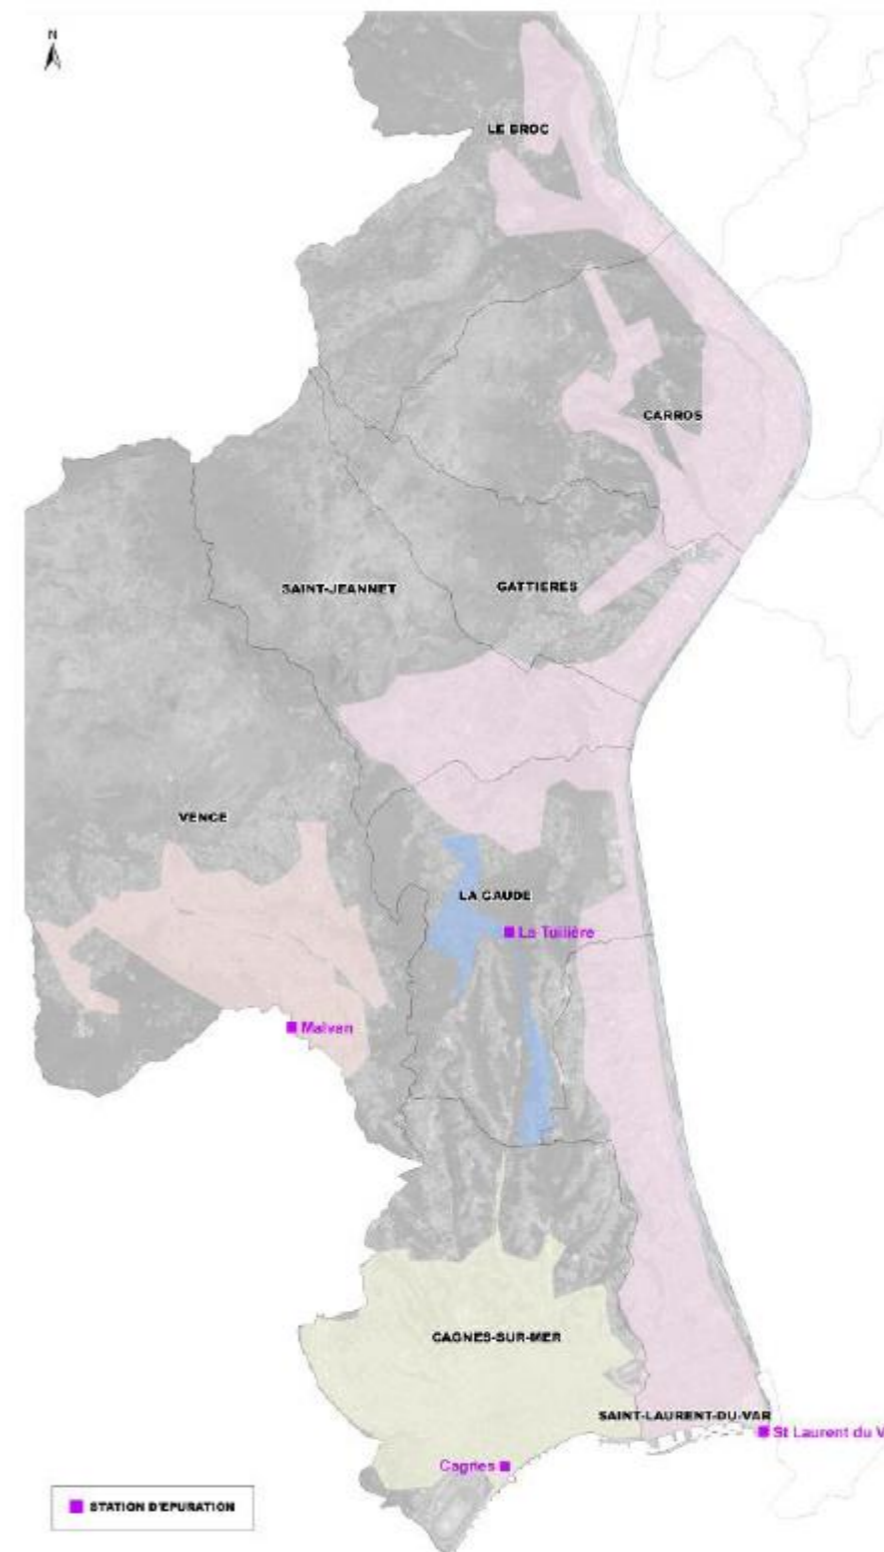 N
LE BROC
CARROS
SAINT-JEANNET
GATTIERES
VENCE
LA GAUDE
La Tuilière
Malvan
CAGNES-SUR-MER
SAINT-LAURENT-DU-VAR
St Laurent du V
Cagnes
STATION D'EPURATION